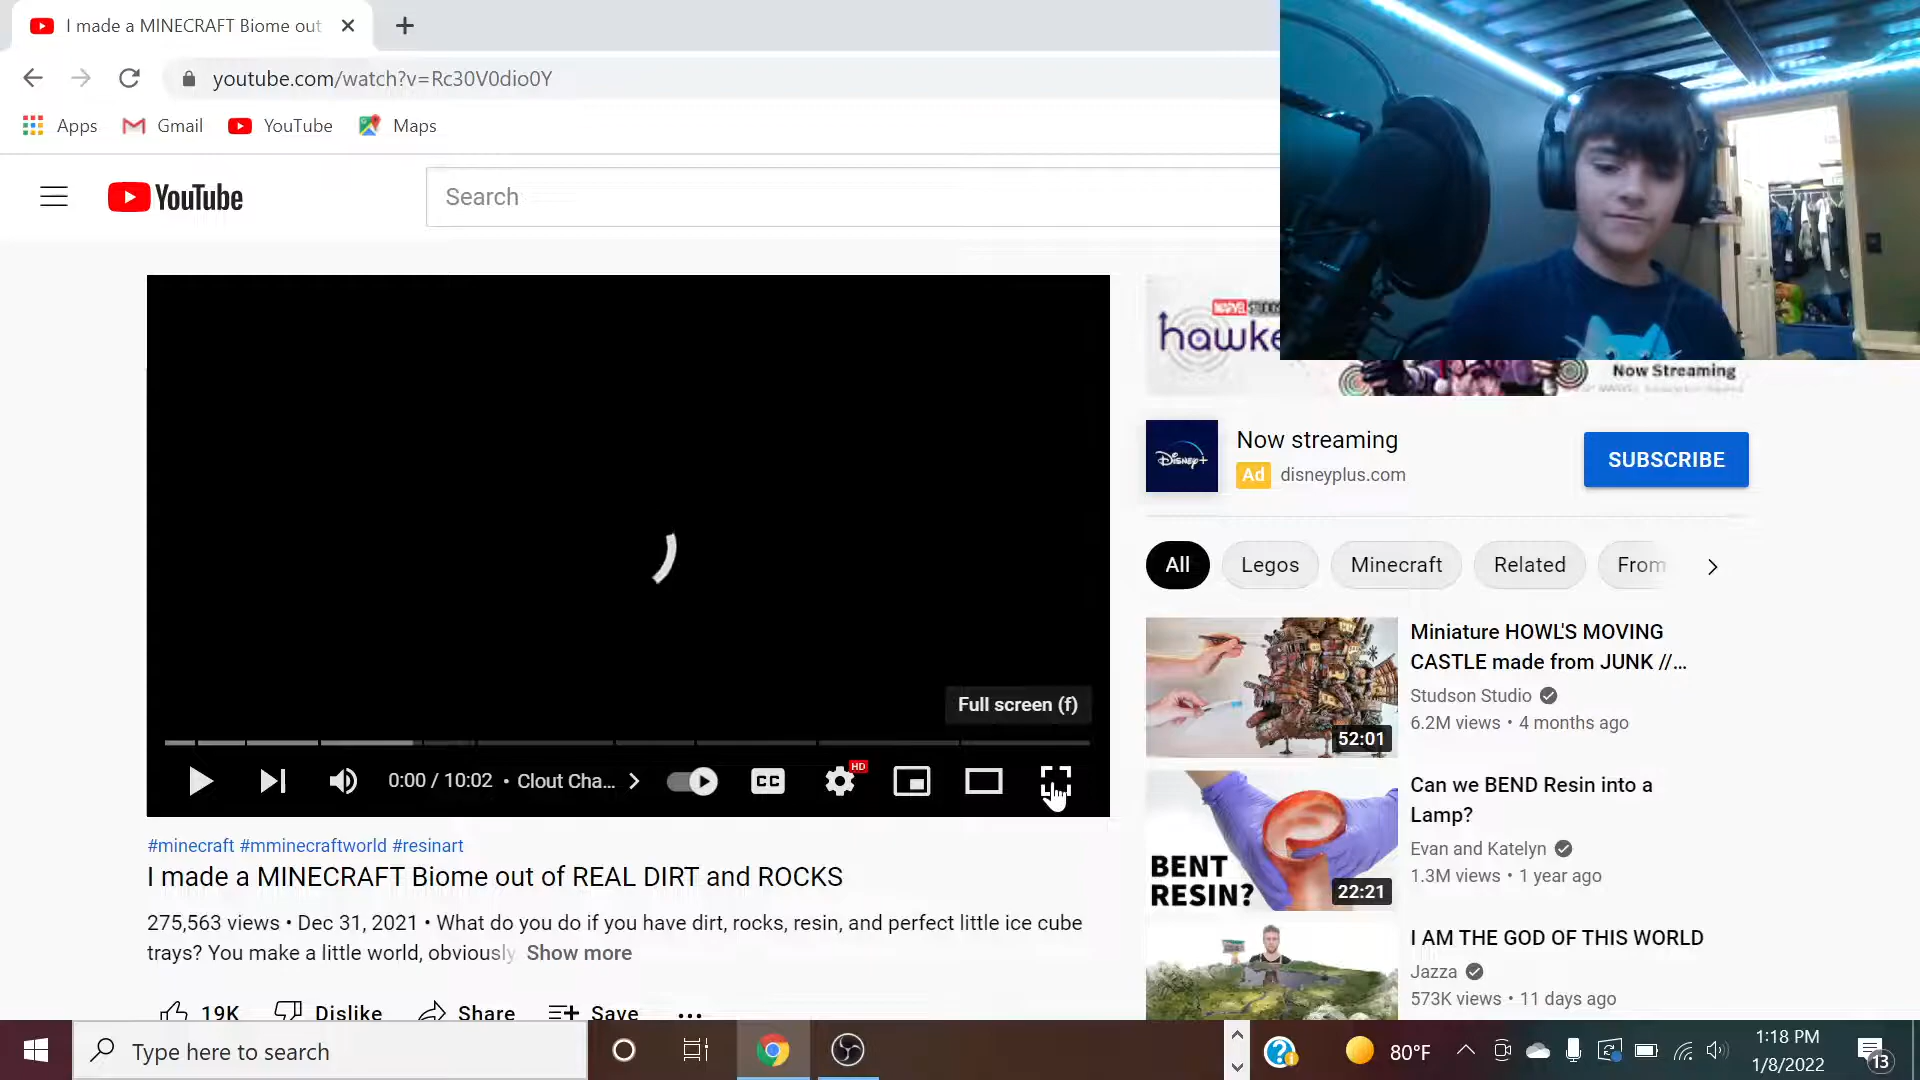 I made a MINECRAFT Biome out
youtube.com/watch?v=Rc30V0dio0Y
Apps
Gmail
YouTube
Maps
YouTube
Search
MARVEL
hawke
Now Streaming
Full screen (f)
0:00 / 10:02 • Clout Cha...
CC
HD
#minecraft #mminecraftworld #resinart
I made a MINECRAFT Biome out of REAL DIRT and ROCKS
275,563 views • Dec 31, 2021 • What do you do if you have dirt, rocks, resin, and perfect little ice cube
trays? You make a little world, obviously Show more
19K
Dislike
Share
Save
Disney+
Now streaming
Ad disneyplus.com
SUBSCRIBE
All
Legos
Minecraft
Related
From
52:01
Miniature HOWL'S MOVING
CASTLE made from JUNK //...
Studson Studio
6.2M views • 4 months ago
BENT
RESIN?
22:21
Can we BEND Resin into a
Lamp?
Evan and Katelyn
1.3M views • 1 year ago
I AM THE GOD OF THIS WORLD
Jazza
573K views • 11 days ago
Type here to search
80°F
1:18 PM
1/8/2022
13